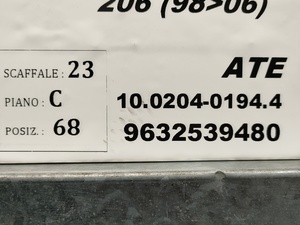 206 (98>06)
SCAFFALE : 23
PIANO : C
POSIZ. : 68
ATE
10.0204-0194.4
9632539480